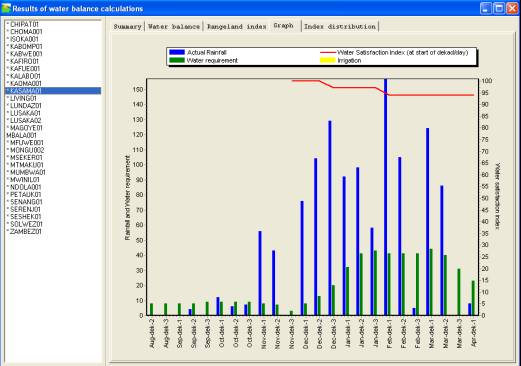 Results of water balance calculations
Summary Water balance Rangeland index Graph Index distribution
* CHIPAT01
* CHOMA001
* ISOKA001
* KABOMP01
* KABWE001
* KAFIRO01
* KAFUE001
* KALABO01
* KAOMA001
* KASAMA01
* LIVING01
* LUNDAZ01
* LUSAKA01
* LUSAKA02
* MAGOYE01
MBALA001
* MFUWE001
* MONGU002
* MSEKER01
* MTMAKU01
* MUMBWA01
* MWINIL01
* NDOLA001
* PETAUK01
* SENANG01
* SERENJ01
* SESHEK01
* SOLWEZ01
* ZAMBEZ01
Actual Rainfall
Water Satisfaction Index (at start of dekad/day)
Water requirement
Irrigation
Rainfall and Water requirement
150
140
130
120
110
100
90
80
70
60
50
40
30
20
10
0
100
95
90
85
80
75
70
65
60
55
50
45
40
35
30
25
20
15
10
5
0
Water satisfaction Index
Aug-dek-2
Aug-dek-3
Sep-dek-1
Sep-dek-2
Sep-dek-3
Oct-dek-1
Oct-dek-2
Oct-dek-3
Nov-dek-1
Nov-dek-2
Nov-dek-3
Dec-dek-1
Dec-dek-2
Dec-dek-3
Jan-dek-1
Jan-dek-2
Jan-dek-3
Feb-dek-1
Feb-dek-2
Feb-dek-3
Mar-dek-1
Mar-dek-2
Mar-dek-3
Apr-dek-1